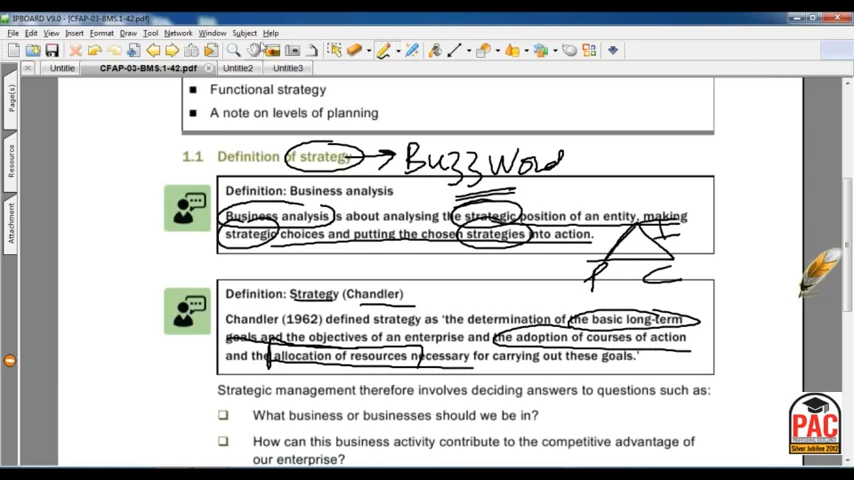 IPBOARD V9.0 - [CFAP-03-BMS.1-42.pdf]
File Edit View Insert Format Draw Tool Network Window Subject Help
Untitle CFAP-03-BMS.1-42.pdf Untitle2 Untitle3
Page(s)
Resource
Attachment
Functional strategy
A note on levels of planning
1.1 Definition of strategy → BuzzWord
Definition: Business analysis
Business analysis is about analysing the strategic position of an entity, making
strategic choices and putting the chosen strategies into action.
P C I
Definition: Strategy (Chandler)
Chandler (1962) defined strategy as 'the determination of the basic long-term
goals and the objectives of an enterprise and the adoption of courses of action
and the allocation of resources necessary for carrying out these goals.'
Strategic management therefore involves deciding answers to questions such as:
What business or businesses should we be in?
How can this business activity contribute to the competitive advantage of
our enterprise?
PAC
Silver Jubilee 2012